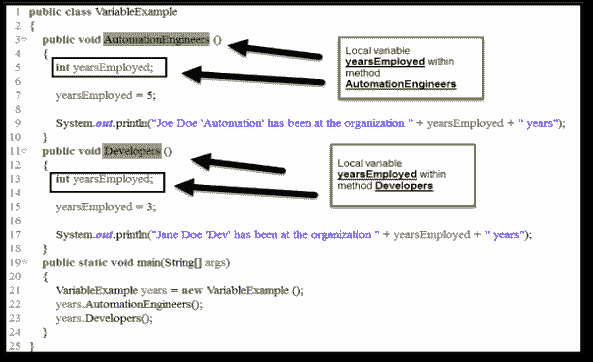 1 public class VariableExample
2 {
3 public void AutomationEngineers ()
4 {
5 int yearsEmployed;
6
7 yearsEmployed = 5;
8
9 System.out.println("Joe Doe 'Automation' has been at the organization " + yearsEmployed + " years");
10 }
11 public void Developers ()
12 {
13 int yearsEmployed;
14
15 yearsEmployed = 3;
16
17 System.out.println("Jane Doe 'Dev' has been at the organization " + yearsEmployed + " years");
18 }
19 public static void main(String[] args)
20 {
21 VariableExample years = new VariableExample ();
22 years.AutomationEngineers();
23 years.Developers();
24 }
25 }
Local variable
yearsEmployed within
method
AutomationEngineers
Local variable
yearsEmployed within
method Developers